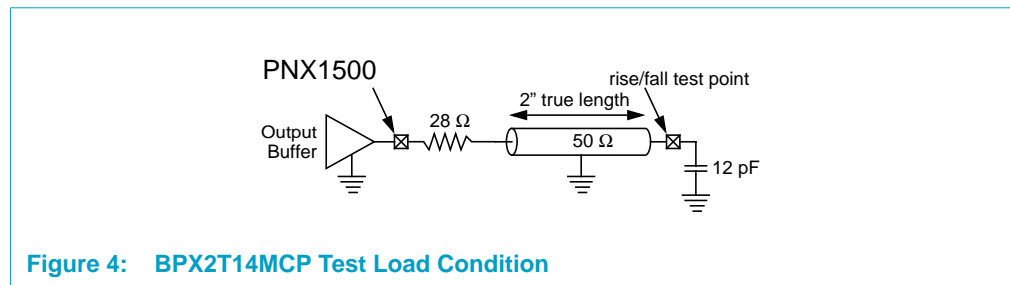 PNX1500
rise/fall test point
2” true length
28 Ω
Output
Buffer
50 Ω
12 pF
Figure 4: BPX2T14MCP Test Load Condition